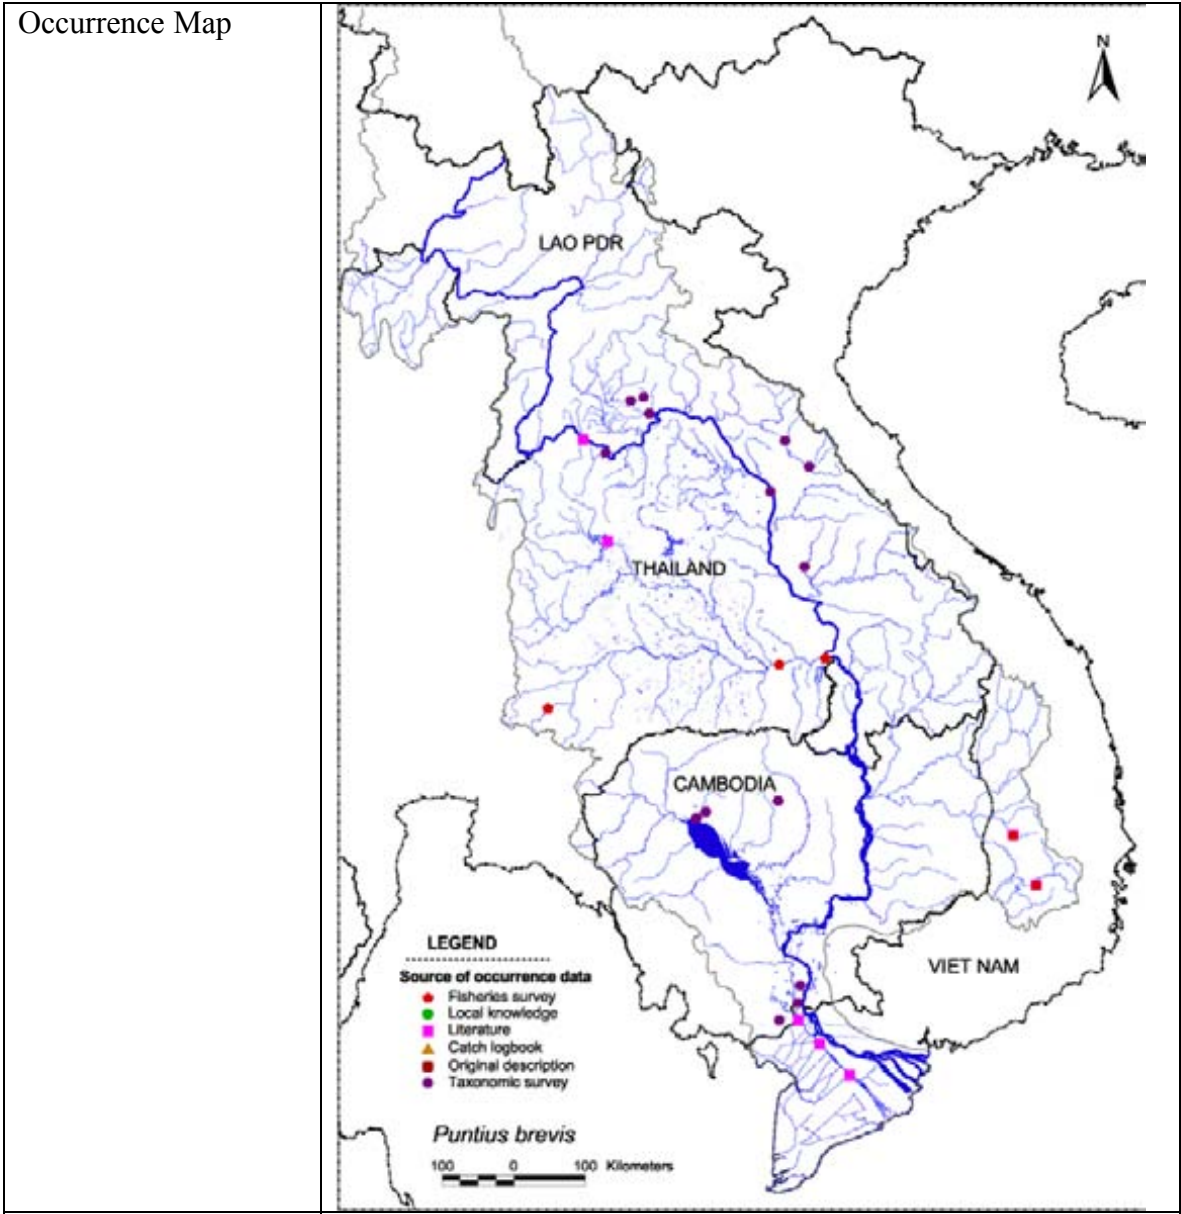 Occurrence Map
N
LAO PDR
THAILAND
CAMBODIA
VIET NAM
LEGEND
Source of occurrence data
Fisheries survey
Local knowledge
Literature
Catch logbook
Original description
Taxonomic survey
Puntius brevis
100 0 100 Kilometers